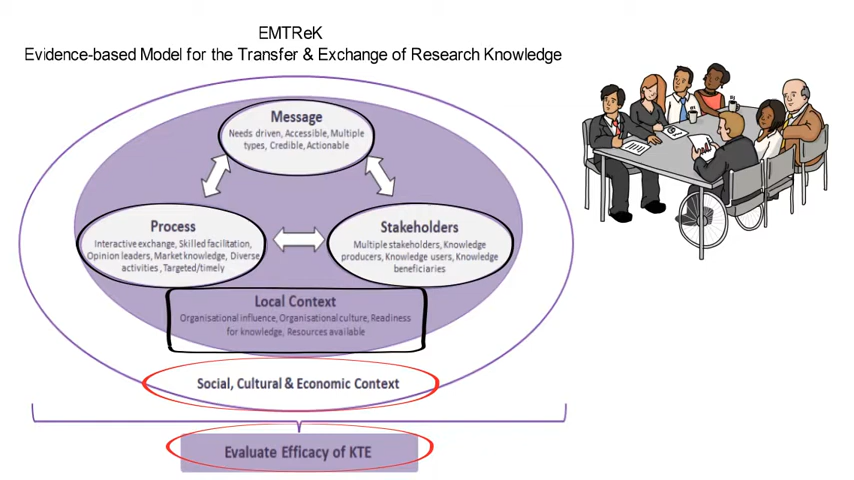 EMTReK
Evidence-based Model for the Transfer & Exchange of Research Knowledge
Message
Needs driven, Accessible, Multiple
types, Credible, Actionable
Process
Interactive exchange, Skilled facilitation,
Opinion leaders, Market knowledge, Diverse
activities ,Targeted/timely
Stakeholders
Multiple stakeholders, Knowledge
producers, Knowledge users, Knowledge
beneficiaries
Local Context
Organisational influence, Organisational culture, Readiness
for knowledge, Resources available
Social, Cultural & Economic Context
Evaluate Efficacy of KTE